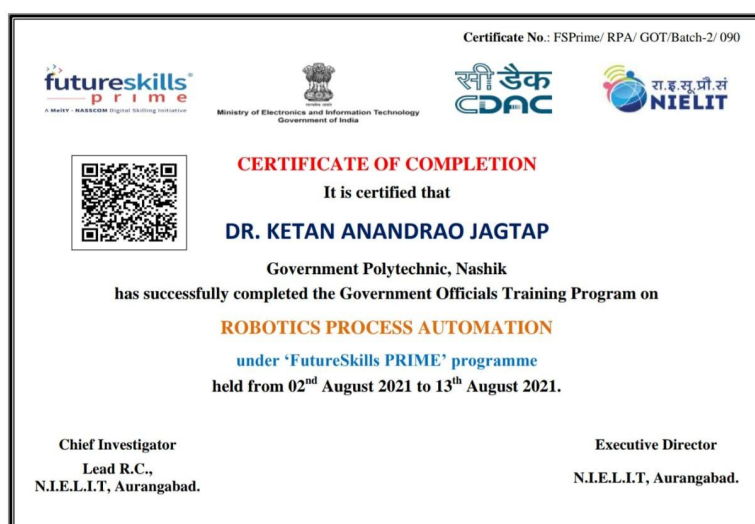 Certificate No.: FSPrime/ RPA/ GOT/Batch-2/ 090
futureskills®
prime
A MeitY - NASSCOM Digital Skilling Initiative
Ministry of Electronics and Information Technology
Government of India
सी डैक
CDAC
रा.इ.सू.प्रौ.सं
NIELIT
CERTIFICATE OF COMPLETION
It is certified that
DR. KETAN ANANDRAO JAGTAP
Government Polytechnic, Nashik
has successfully completed the Government Officials Training Program on
ROBOTICS PROCESS AUTOMATION
under ‘FutureSkills PRIME’ programme
held from 02nd August 2021 to 13th August 2021.
Chief Investigator
Lead R.C.,
N.I.E.L.I.T, Aurangabad.
Executive Director
N.I.E.L.I.T, Aurangabad.